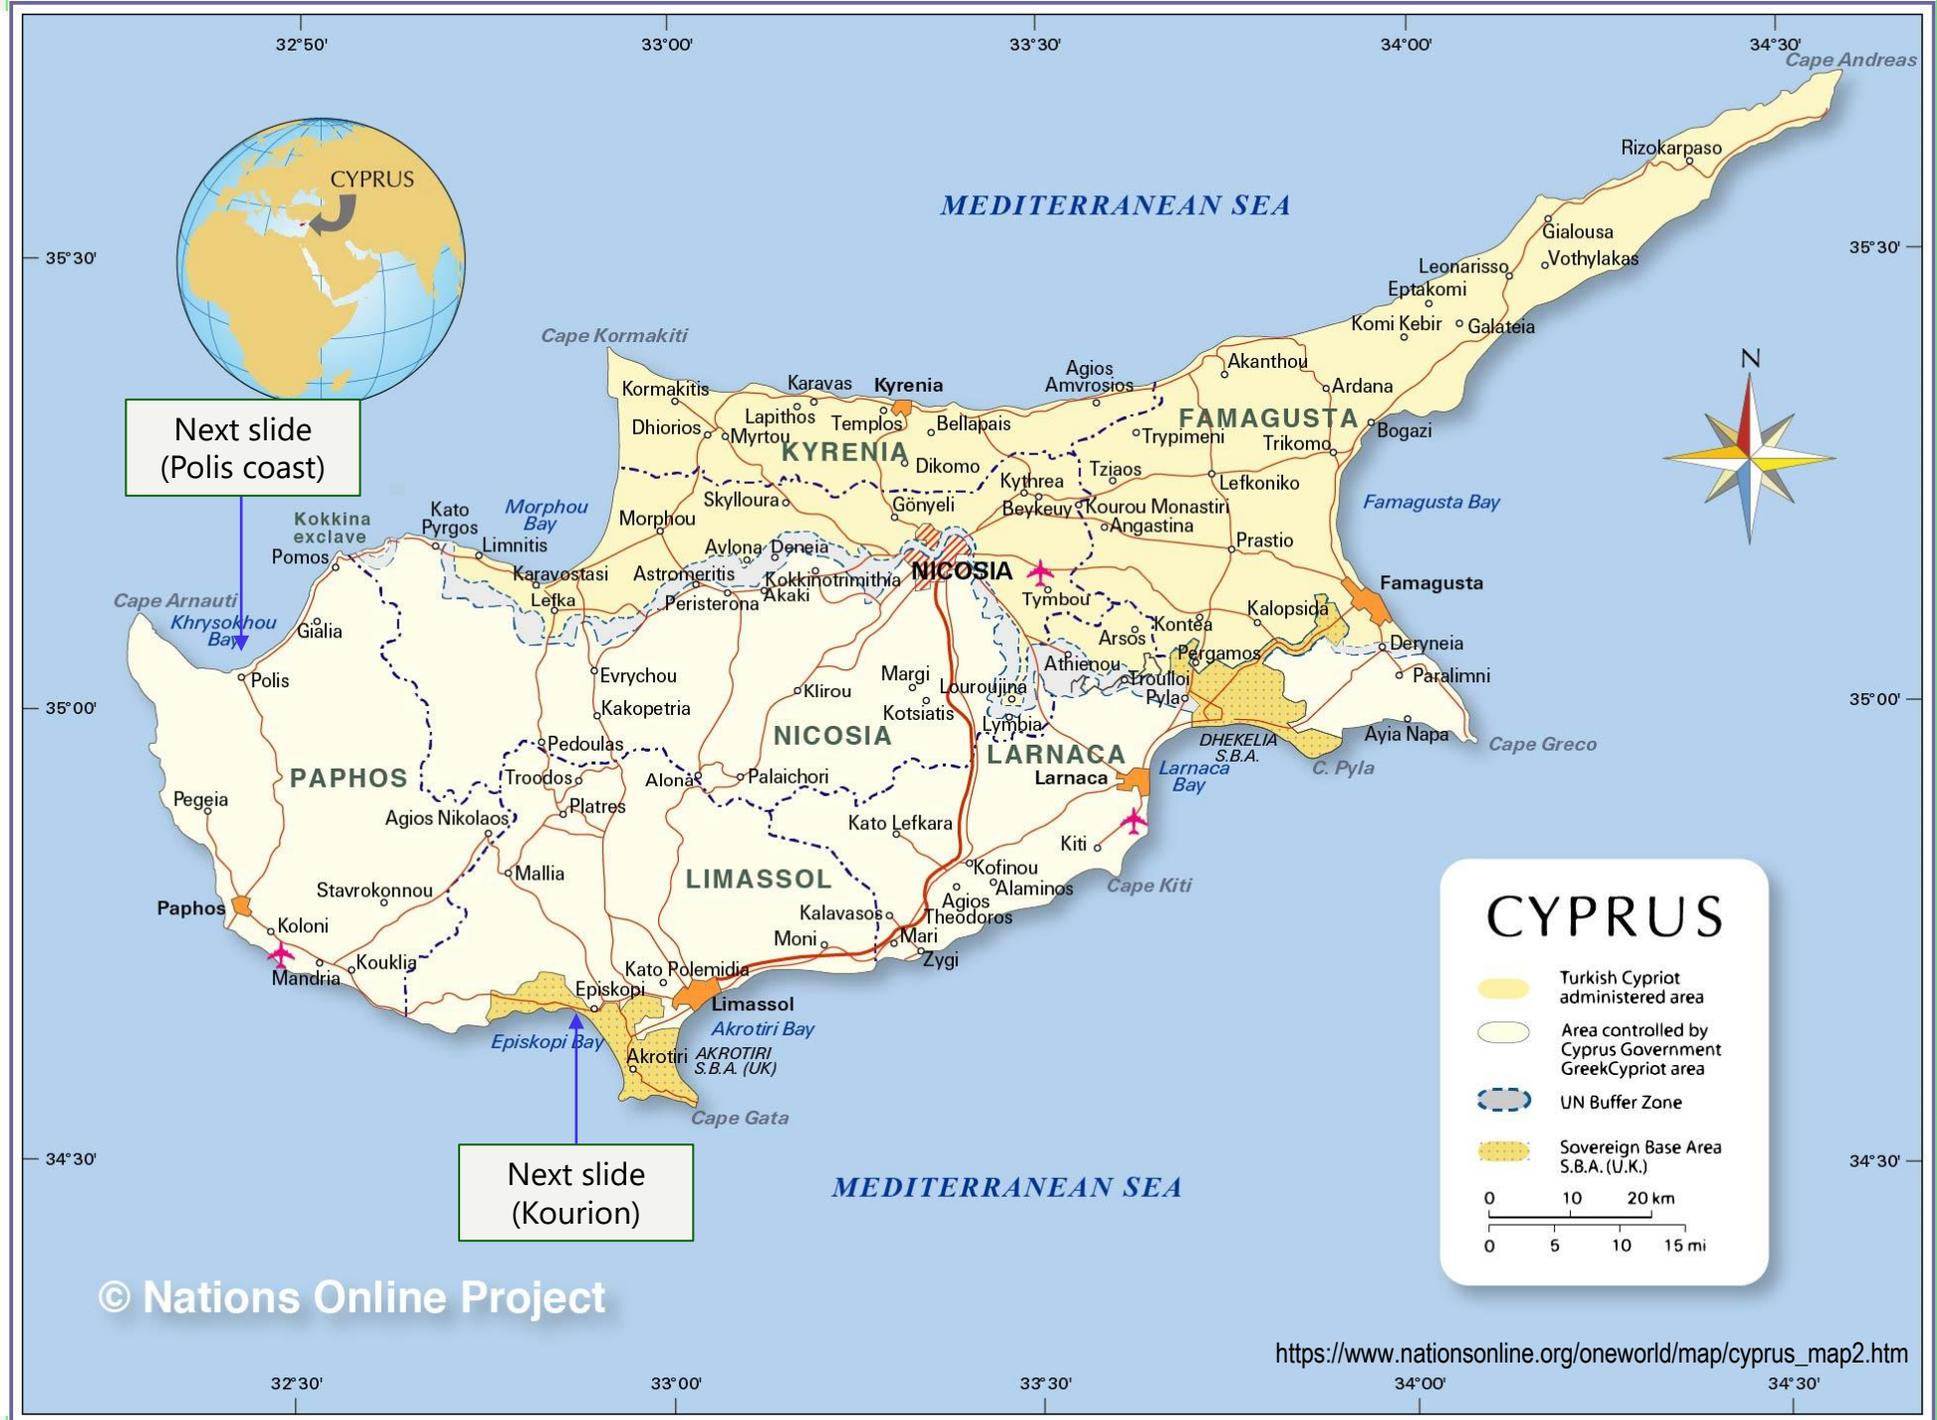 32°50'
33°00'
33°30'
34°00'
34°30'
Cape Andreas
CYPRUS
Rizokarpaso
MEDITERRANEAN SEA
Gialousa
35°30'
35°30'
Vothylakas
Leonarisso
Eptakomi
Komi Kebir
Galateia
Cape Kormakiti
N
Akanthou
Agios
Amvrosios
Kormakitis
Karavas
Kyrenia
Ardana
Next slide
(Polis coast)
Lapithos
Templos
Bellapais
FAMAGUSTA
Dhiorios
Myrtou
Trypimeni
Trikomo
Bogazi
KYRENIA
Dikomo
Tziaos
Kythrea
Lefkoniko
Skylloura
Gönyeli
Beykeuy
Kourou Monastiri
Famagusta Bay
Morphou
Bay
Kato
Pyrgos
Kokkina
exclave
Morphou
Angastina
Limnitis
Pomos
Avlona
Deneia
Prastio
Karavostasi
Astromeritis
Kokkinotrimithia
NICOSIA
Famagusta
Lefka
Peristerona
Akaki
Tymbou
Cape Arnauti
Khrysokhou
Bay
Gialia
Kalopsida
Arsos
Kontea
Deryneia
Pergamos
Athienou
Polis
Evrychou
Margi
Troulloi
Paralimni
Klirou
Louroujina
Pyla
35°00'
35°00'
Kakopetria
Kotsiatis
Lymbia
NICOSIA
Ayia Napa
Cape Greco
Pedoulas
DHEKELIA
S.B.A.
LARNACA
C. Pyla
PAPHOS
Troodos
Alona
Palaichori
Larnaca
Larnaca
Bay
Pegeia
Platres
Agios Nikolaos
Kato Lefkara
Kiti
Mallia
LIMASSOL
Kofinou
Alaminos
Cape Kiti
Stavrokonnou
Agios
Theodoros
Paphos
Kalavasos
Koloni
Moni
Mari
Zygi
Mandria
Kouklia
Kato Polemidia
Episkopi
Limassol
Akrotiri Bay
Episkopi Bay
Akrotiri
AKROTIRI
S.B.A. (UK)
Cape Gata
Next slide
(Kourion)
34°30'
34°30'
MEDITERRANEAN SEA
CYPRUS
Turkish Cypriot
administered area
Area controlled by
Cyprus Government
GreekCypriot area
UN Buffer Zone
Sovereign Base Area
S.B.A. (U.K.)
0 10 20 km
0 5 10 15 mi
© Nations Online Project
https://www.nationsonline.org/oneworld/map/cyprus_map2.htm
32°30'
33°00'
33°30'
34°00'
34°30'